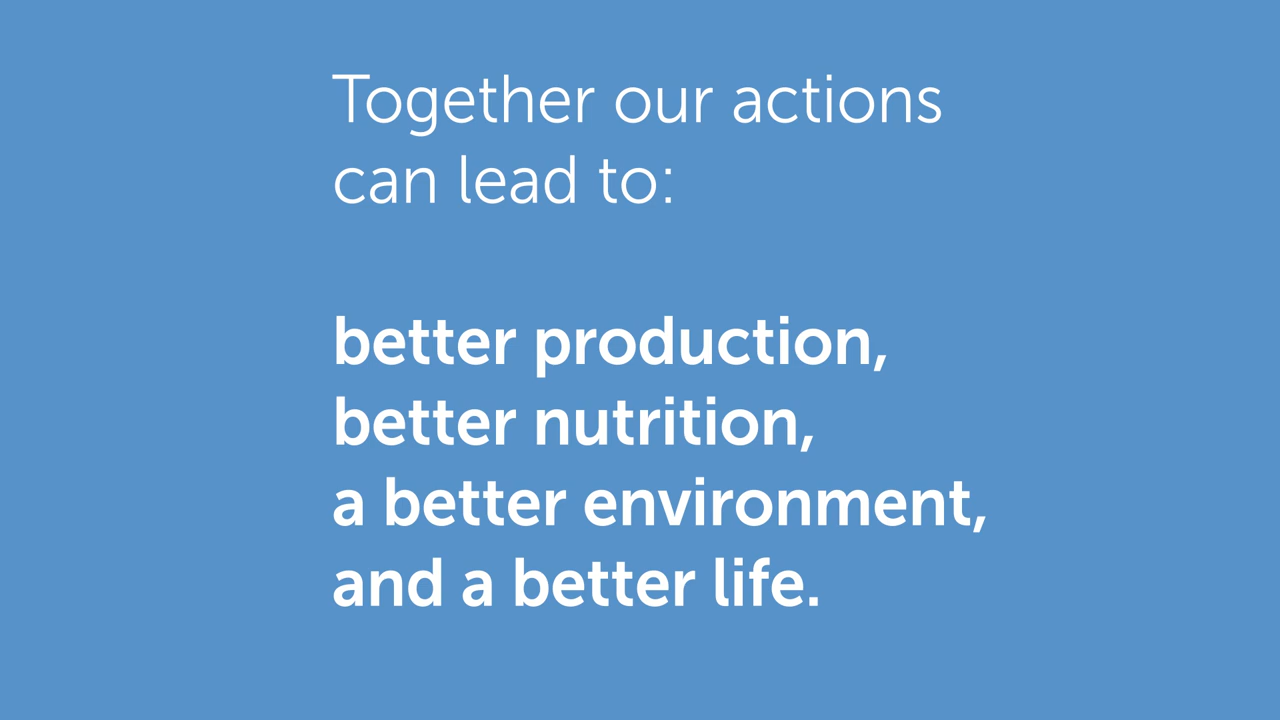 Together our actions
can lead to:
better production,
better nutrition,
a better environment,
and a better life.